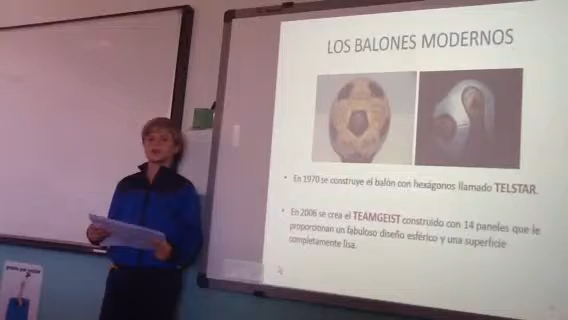 LOS BALONES MODERNOS
• En 1970 se construye el balón con hexágonos llamado TELSTAR.
• En 2006 se crea el TEAMGEIST construido con 14 paneles que le
proporcionan un fabuloso diseño esférico y una superficie
completamente lisa.